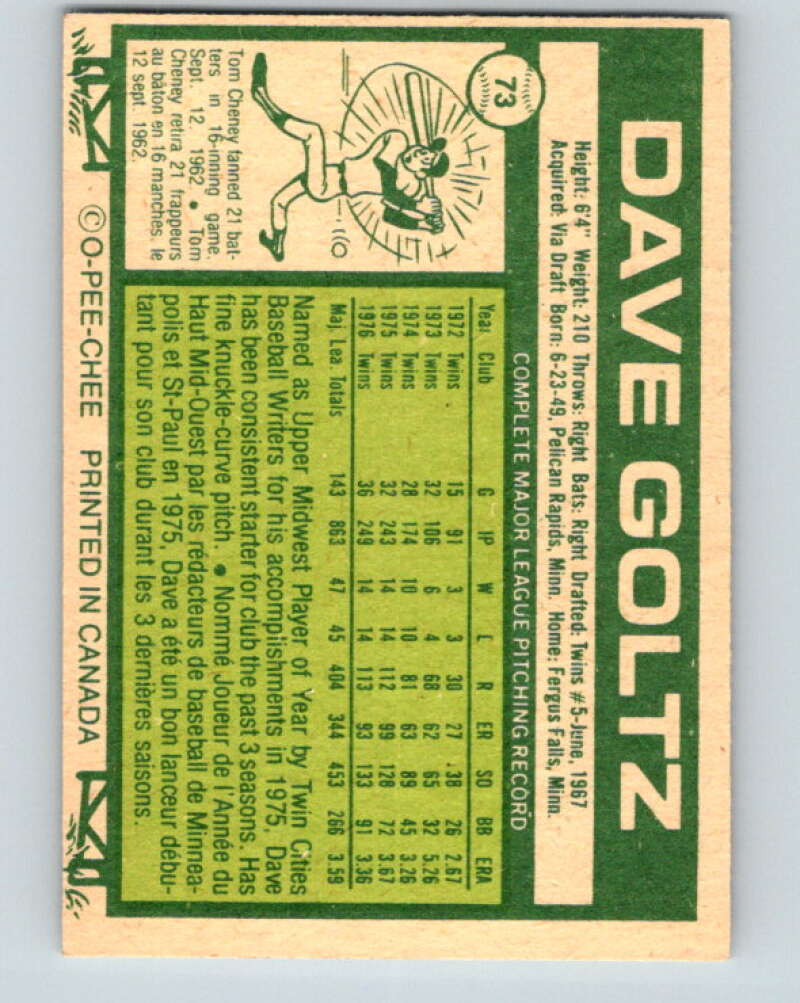 73
DAVE GOLTZ
Height: 6'4" Weight: 210 Throws: Right Bats: Right Drafted: Twins #5-June, 1967
Acquired: Via Draft Born: 6-23-49, Pelican Rapids, Minn. Home: Fergus Falls, Minn.
COMPLETE MAJOR LEAGUE PITCHING RECORD
Year Club G IP W L R ER SO BB ERA
1972 Twins 15 91 3 3 30 27 38 26 2.67
1973 Twins 32 106 6 4 68 62 65 32 5.26
1974 Twins 28 174 10 10 81 63 89 45 3.26
1975 Twins 32 243 14 14 112 99 128 72 3.67
1976 Twins 36 249 14 14 113 93 133 91 3.36
Maj. Lea. Totals 143 863 47 45 404 344 453 266 3.59
Named as Upper Midwest Player of Year by Twin Cities
Baseball Writers for his accomplishments in 1975, Dave
has been consistent starter for club the past 3 seasons. Has
fine knuckle-curve pitch. • Nommé Joueur de l'Année du
Haut Mid-Ouest par les rédacteurs de baseball de Minnea-
polis et St-Paul en 1975, Dave a été un bon lanceur débu-
tant pour son club durant les 3 dernières saisons.
Tom Cheney fanned 21 bat-
ters in 16-inning game,
Sept. 12, 1962 • Tom
Cheney retira 21 frappeurs
au bâton en 16 manches, le
12 sept. 1962.
©O-PEE-CHEE PRINTED IN CANADA